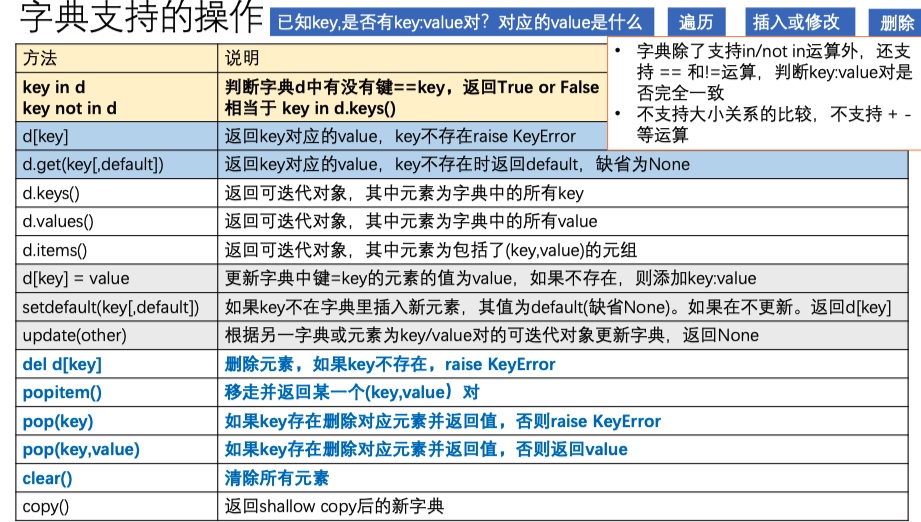 字典支持的操作
已知key,是否有key:value对？对应的value是什么
遍历
插入或修改
删除
• 字典除了支持in/not in运算外，还支
持 == 和!=运算，判断key:value对是
否完全一致
• 不支持大小关系的比较，不支持 + -
等运算
方法 说明
key in d 判断字典d中有没有键==key，返回True or False
key not in d 相当于 key in d.keys()
d[key] 返回key对应的value，key不存在raise KeyError
d.get(key[,default]) 返回key对应的value，key不存在时返回default，缺省为None
d.keys() 返回可迭代对象，其中元素为字典中的所有key
d.values() 返回可迭代对象，其中元素为字典中的所有value
d.items() 返回可迭代对象，其中元素为包括了(key,value)的元组
d[key] = value 更新字典中键=key的元素的值为value，如果不存在，则添加key:value
setdefault(key[,default]) 如果key不在字典里插入新元素，其值为default(缺省None)。如果在不更新。返回d[key]
update(other) 根据另一字典或元素为key/value对的可迭代对象更新字典，返回None
del d[key] 删除元素，如果key不存在，raise KeyError
popitem() 移走并返回某一个(key,value）对
pop(key) 如果key存在删除对应元素并返回值，否则raise KeyError
pop(key,value) 如果key存在删除对应元素并返回值，否则返回value
clear() 清除所有元素
copy() 返回shallow copy后的新字典